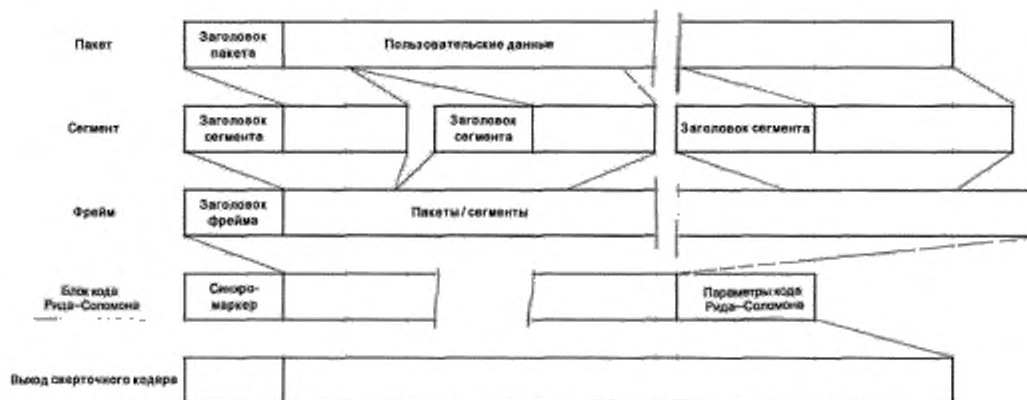 Пакет
Заголовок
пакета
Пользовательские данные
Сегмент
Заголовок
сегмента
Заголовок
сегмента
Заголовок сегмента
Фрейм
Заголовок
фрейма
Пакеты/сегменты
Блок кода
Рида–Соломона
Синхро-
маркер
Параметры кода
Рида–Соломона
Выход сверточного кодера